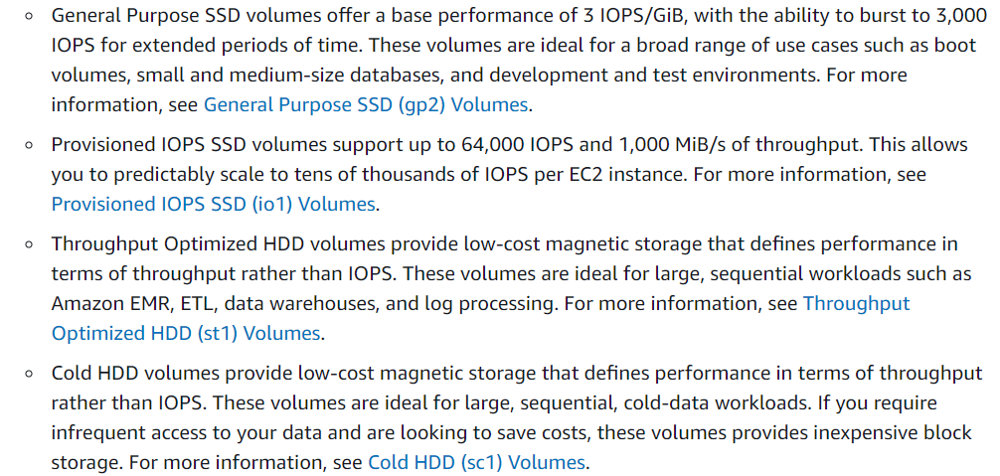 General Purpose SSD volumes offer a base performance of 3 IOPS/GiB, with the ability to burst to 3,000
IOPS for extended periods of time. These volumes are ideal for a broad range of use cases such as boot
volumes, small and medium-size databases, and development and test environments. For more
information, see General Purpose SSD (gp2) Volumes.
Provisioned IOPS SSD volumes support up to 64,000 IOPS and 1,000 MiB/s of throughput. This allows
you to predictably scale to tens of thousands of IOPS per EC2 instance. For more information, see
Provisioned IOPS SSD (io1) Volumes.
Throughput Optimized HDD volumes provide low-cost magnetic storage that defines performance in
terms of throughput rather than IOPS. These volumes are ideal for large, sequential workloads such as
Amazon EMR, ETL, data warehouses, and log processing. For more information, see Throughput
Optimized HDD (st1) Volumes.
Cold HDD volumes provide low-cost magnetic storage that defines performance in terms of throughput
rather than IOPS. These volumes are ideal for large, sequential, cold-data workloads. If you require
infrequent access to your data and are looking to save costs, these volumes provides inexpensive block
storage. For more information, see Cold HDD (sc1) Volumes.